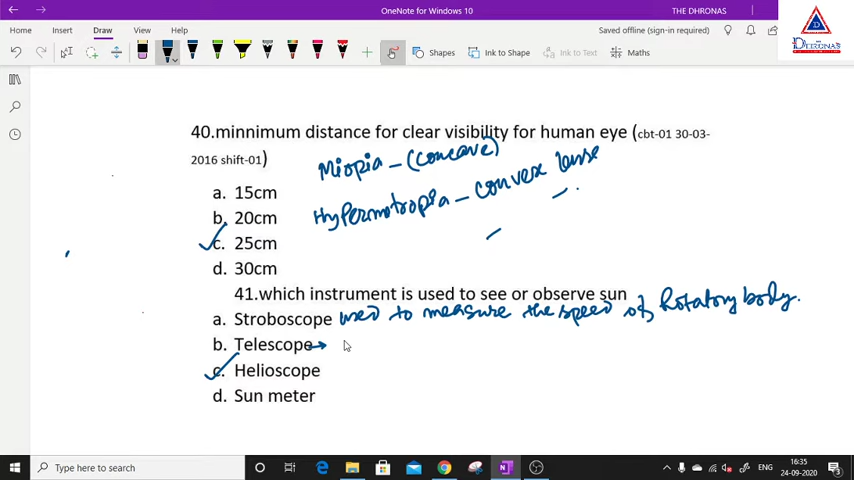 OneNote for Windows 10
THE DHRONAS
Home Insert Draw View Help
Saved offline (sign-in required)
Shapes Ink to Shape Ink to Text Maths
DHRONA'S
40.minnimum distance for clear visibility for human eye (cbt-01 30-03-
2016 shift-01)
Miopia - (concave)
a. 15cm
Hypermotropia - convex lense
b. 20cm
c. 25cm
d. 30cm
41.which instrument is used to see or observe sun
a. Stroboscope used to measure the speed of Rotatory body.
b. Telescope →
c. Helioscope
d. Sun meter
Type here to search
ENG
16:35
24-09-2020
3